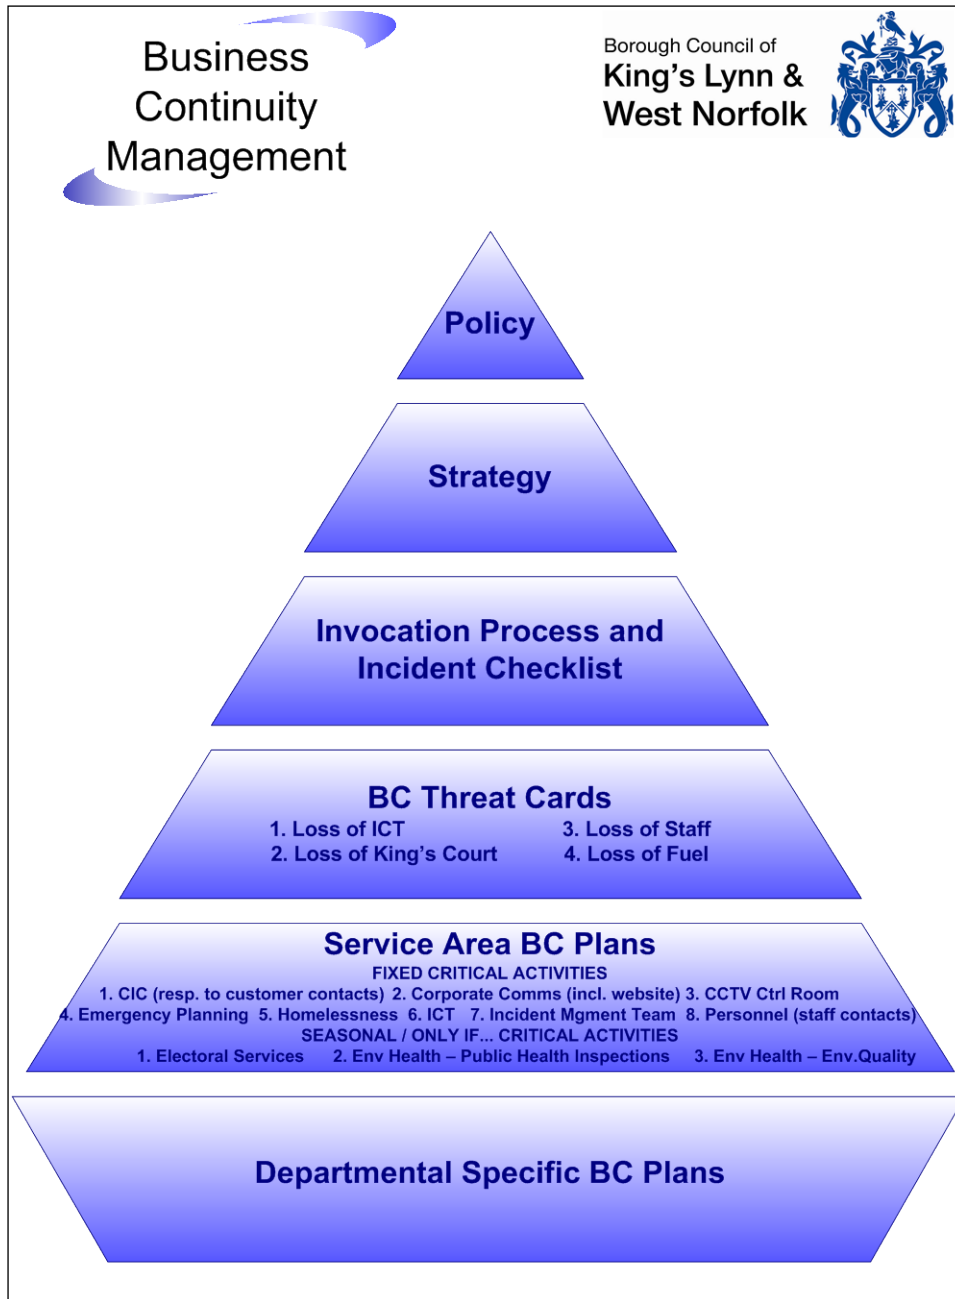 Business
Continuity
Management
Borough Council of
King's Lynn &
West Norfolk
Policy
Strategy
Invocation Process and
Incident Checklist
BC Threat Cards
1. Loss of ICT 3. Loss of Staff
2. Loss of King's Court 4. Loss of Fuel
Service Area BC Plans
FIXED CRITICAL ACTIVITIES
1. CIC (resp. to customer contacts) 2. Corporate Comms (incl. website) 3. CCTV Ctrl Room
4. Emergency Planning 5. Homelessness 6. ICT 7. Incident Mgment Team 8. Personnel (staff contacts)
SEASONAL / ONLY IF... CRITICAL ACTIVITIES
1. Electoral Services 2. Env Health – Public Health Inspections 3. Env Health – Env.Quality
Departmental Specific BC Plans